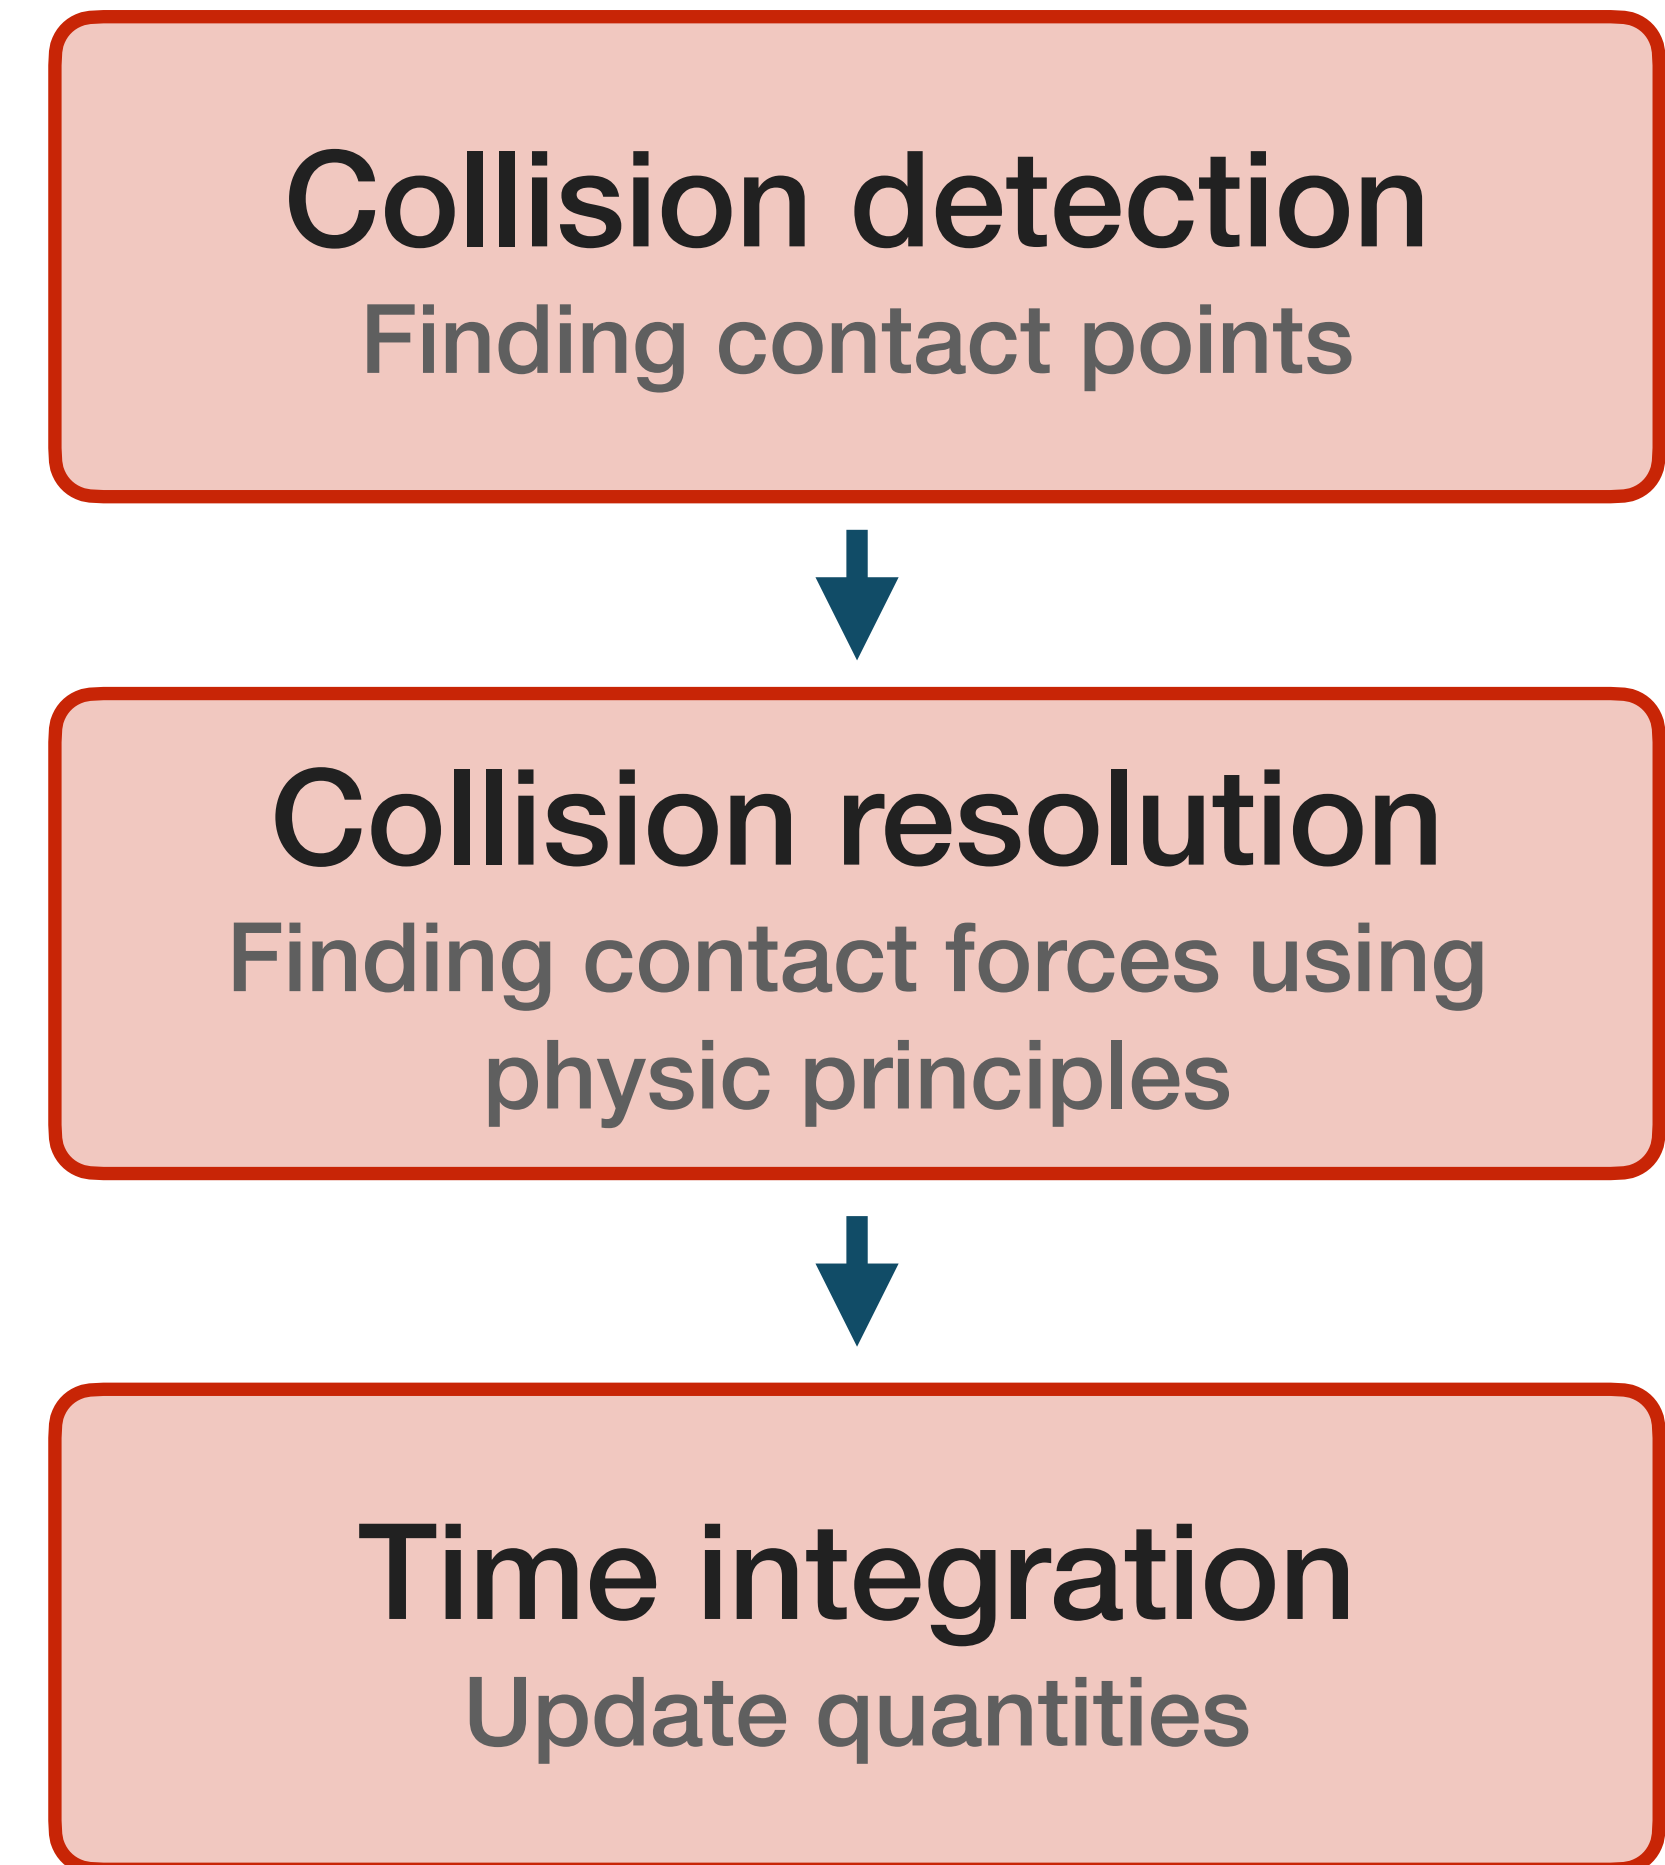 Collision detection
Finding contact points
Collision resolution
Finding contact forces using
physic principles
Time integration
Update quantities